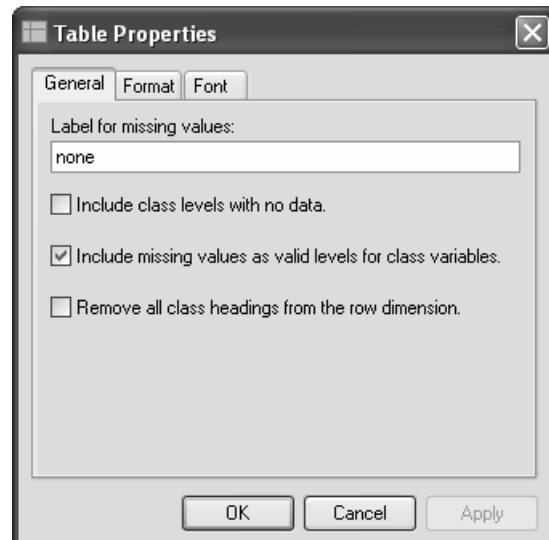 Table Properties
General Format Font
Label for missing values:
none
Include class levels with no data.
Include missing values as valid levels for class variables.
Remove all class headings from the row dimension.
OK Cancel Apply